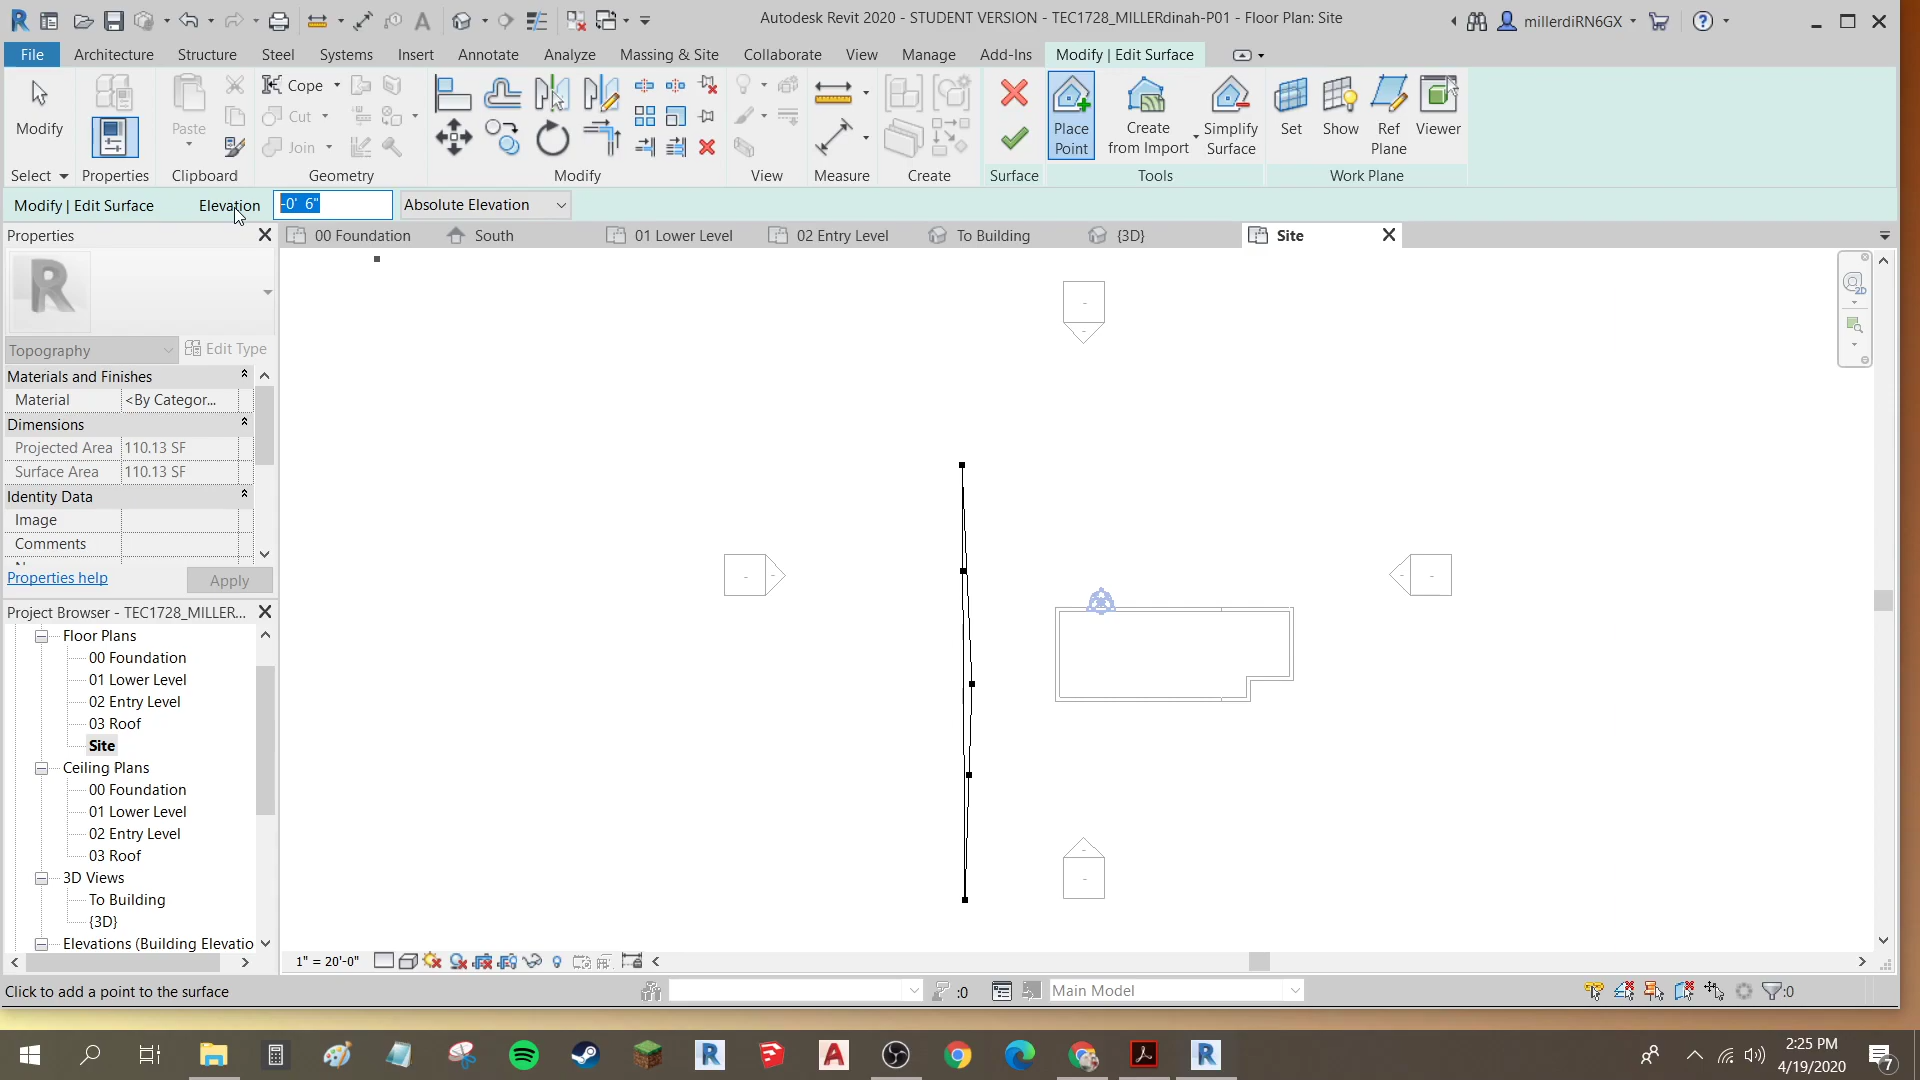 Autodesk Revit 2020 - STUDENT VERSION - TEC1728_MILLERdinah-P01 - Floor Plan: Site
millerdiRN6GX
File Architecture Structure Steel Systems Insert Annotate Analyze Massing & Site Collaborate View Manage Add-Ins Modify | Edit Surface
Modify
Paste
Cope
Cut
Join
Place Point
Create from Import
Simplify Surface
Set
Show
Ref Plane
Viewer
Select Properties Clipboard Geometry Modify View Measure Create Surface Tools Work Plane
Modify | Edit Surface Elevation -0' 6" Absolute Elevation
Properties
00 Foundation South 01 Lower Level 02 Entry Level To Building {3D} Site
R
2D
Topography Edit Type
Materials and Finishes
Material <By Categor...
Dimensions
Projected Area 110.13 SF
Surface Area 110.13 SF
Identity Data
Image
Comments
Properties help Apply
Project Browser - TEC1728_MILLER...
Floor Plans
00 Foundation
01 Lower Level
02 Entry Level
03 Roof
Site
Ceiling Plans
00 Foundation
01 Lower Level
02 Entry Level
03 Roof
3D Views
To Building
{3D}
Elevations (Building Elevatio
1" = 20'-0"
Click to add a point to the surface
:0
Main Model
:0
2:25 PM
4/19/2020
7